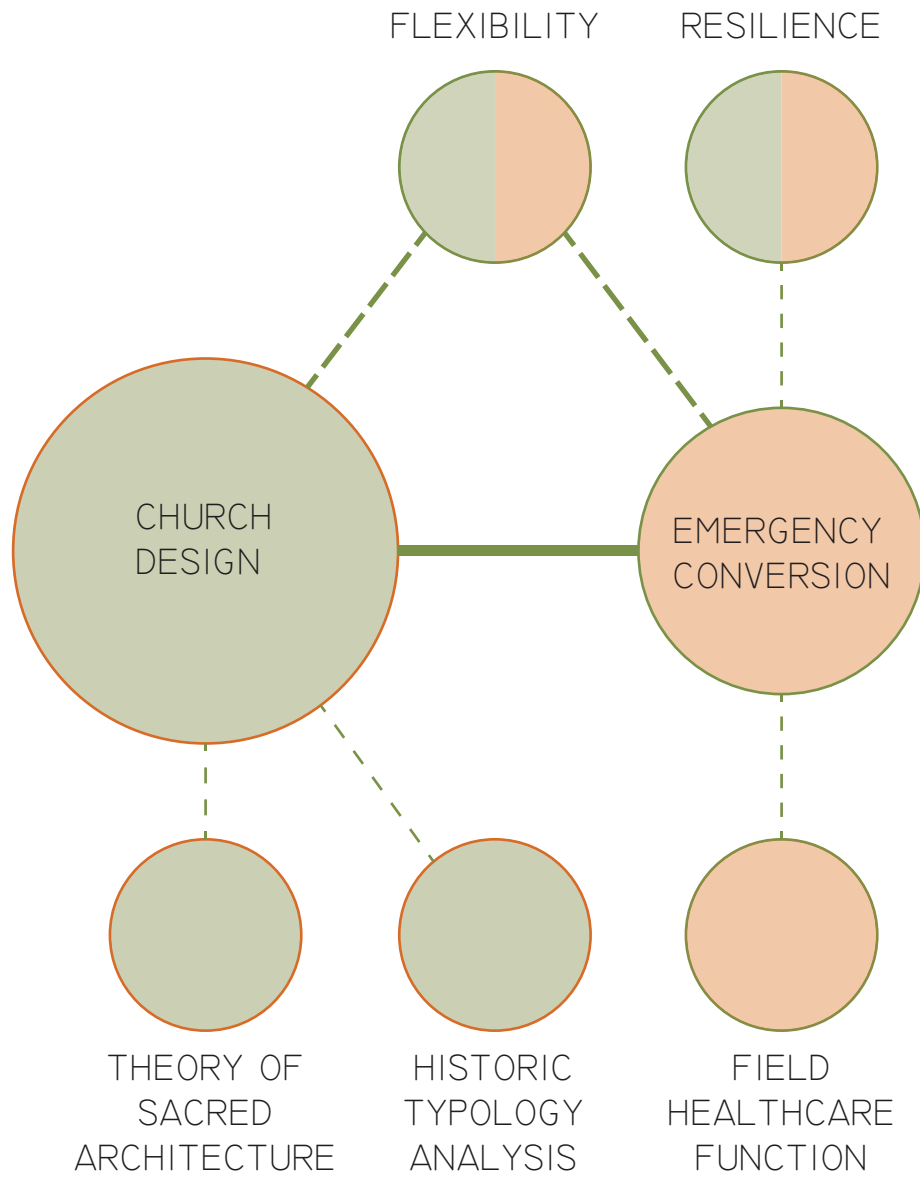 FLEXIBILITY
RESILIENCE
CHURCH
DESIGN
EMERGENCY
CONVERSION
THEORY OF
SACRED
ARCHITECTURE
HISTORIC
TYPOLOGY
ANALYSIS
FIELD
HEALTHCARE
FUNCTION